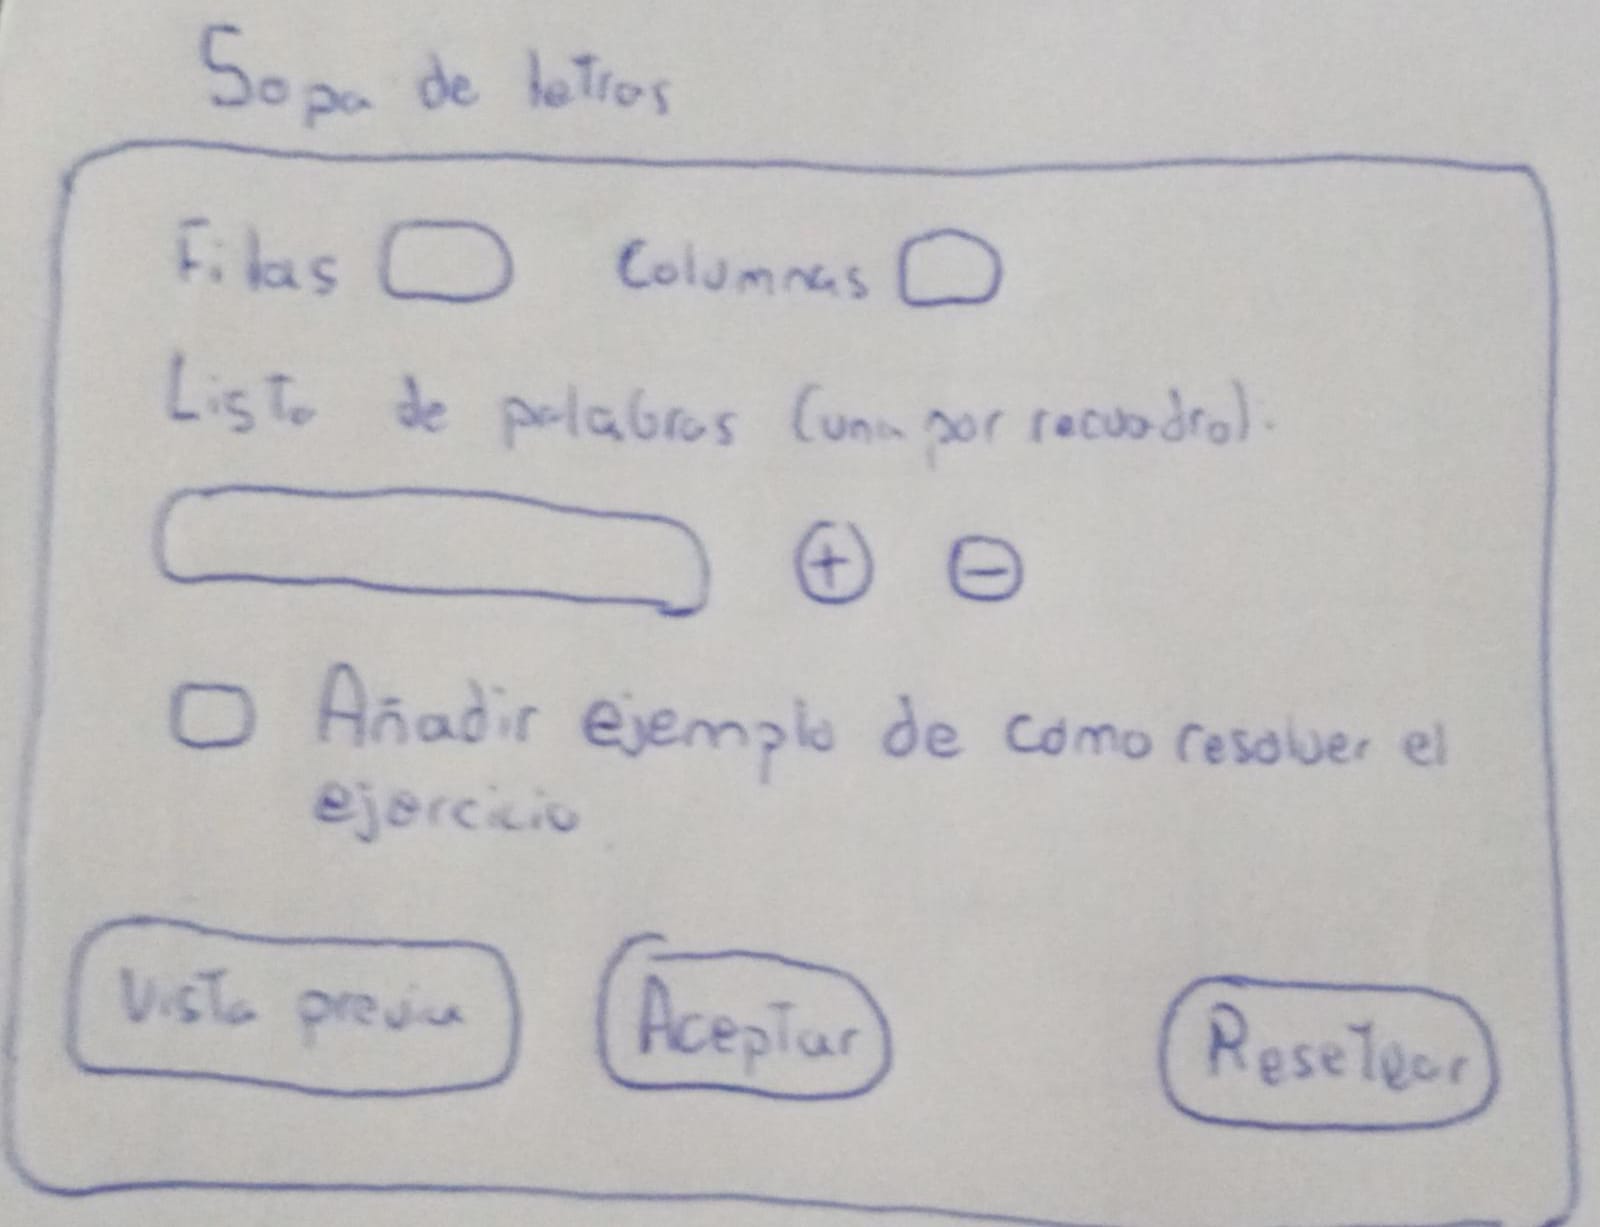 Sopa de letras
Filas Columnas
Lista de palabras (una por recuadro).
+ -
Añadir ejemplo de como resolver el
ejercicio
Vista previa Aceptar Resetear